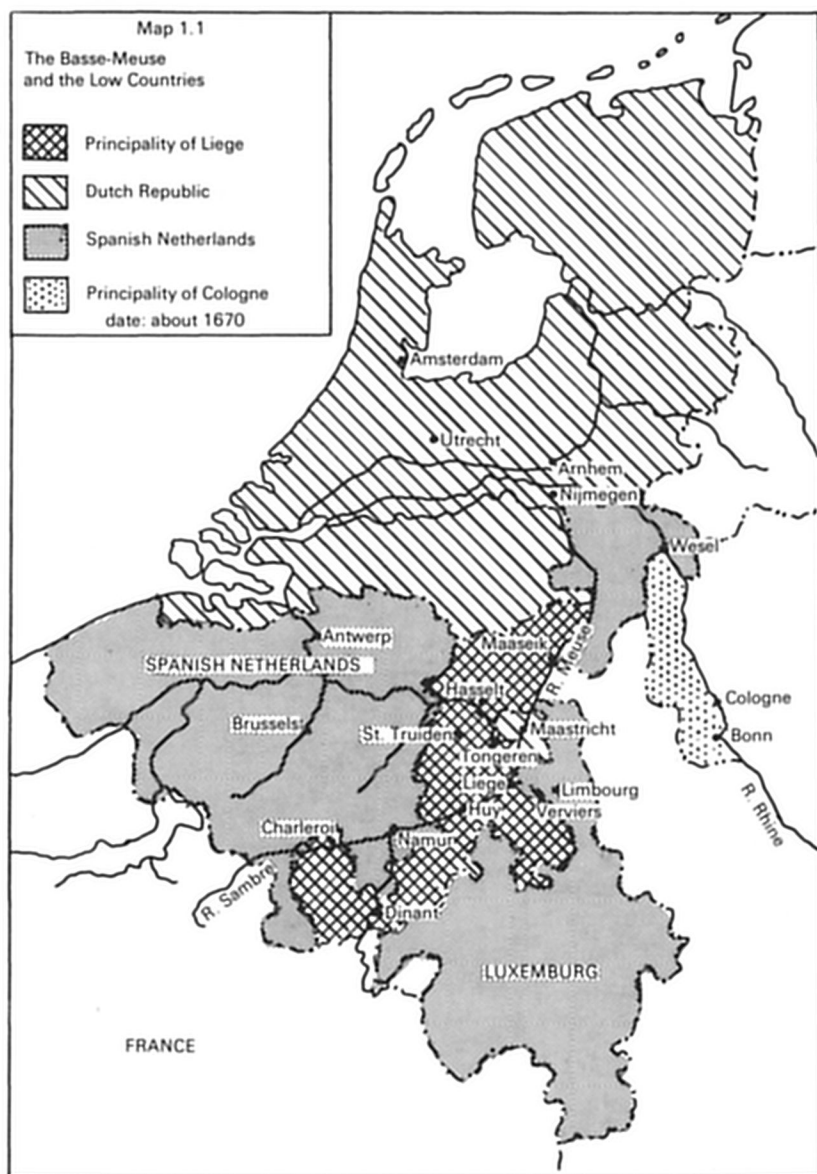 Map 1.1
The Basse-Meuse
and the Low Countries
Principality of Liege
Dutch Republic
Spanish Netherlands
Principality of Cologne
date: about 1670
Amsterdam
Utrecht
Arnhem
Nijmegen
Wesel
Antwerp
Maaseik
R. Meuse
SPANISH NETHERLANDS
Hasselt
Cologne
Brussels
St. Truiden
Maastricht
Bonn
Tongeren
Liege
Limbourg
R. Rhine
Huy
Verviers
Charleroi
Namur
R. Sambre
Dinant
LUXEMBURG
FRANCE